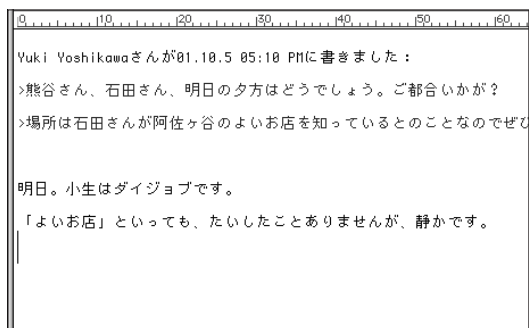 0 10 20 30 40 50 60
Yuki Yoshikawaさんが01.10.5 05:10 PMに書きました：
>熊谷さん、石田さん、明日の夕方はどうでしょう。ご都合いかが？
>場所は石田さんが阿佐ヶ谷のよいお店を知っているとのことなのでぜひ
明日。小生はダイジョブです。
「よいお店」といっても、たいしたことありませんが、静かです。